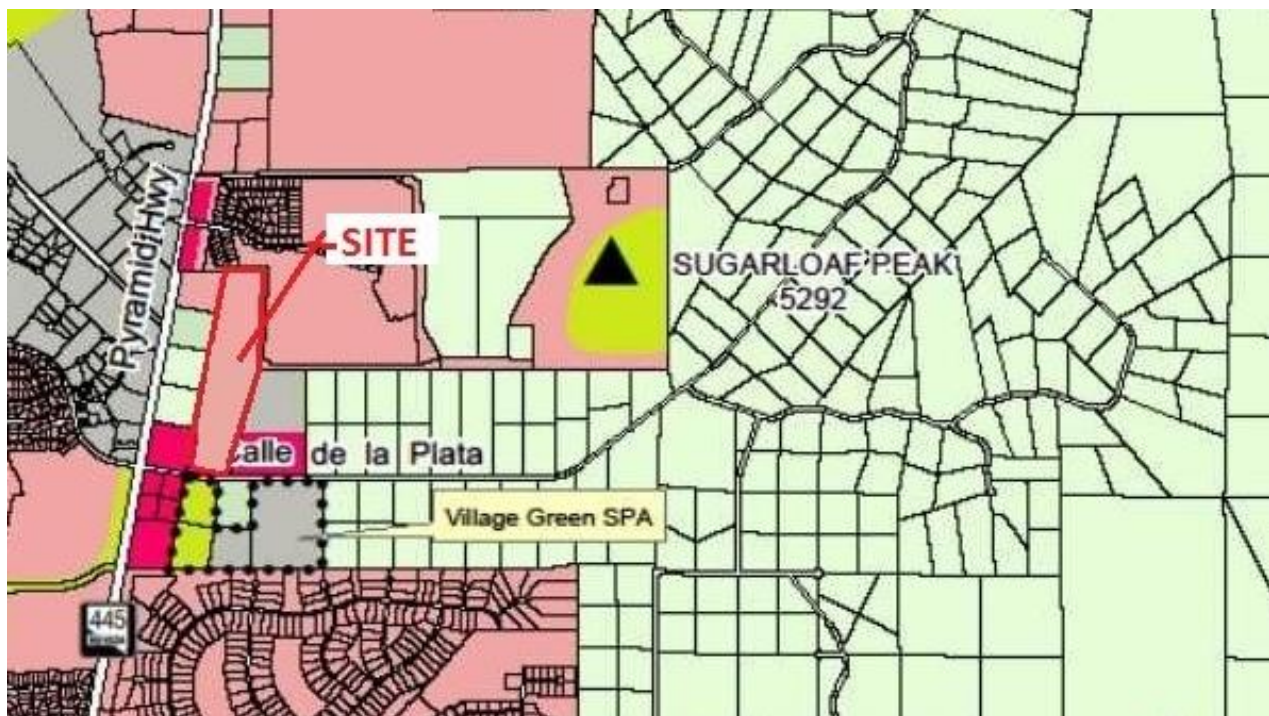 Pyramid Hwy
SITE
SUGARLOAF PEAK
5292
Calle de la Plata
Village Green SPA
445